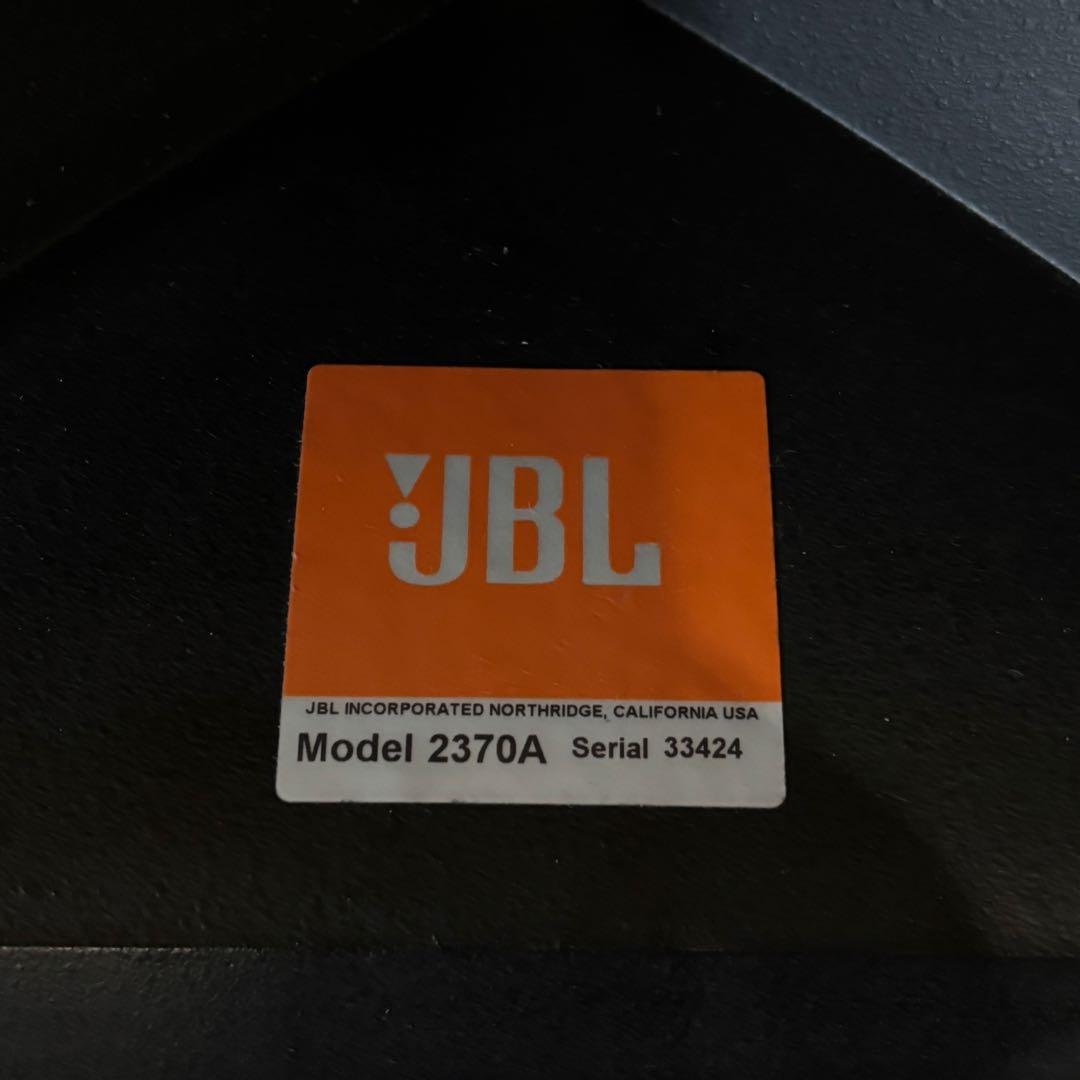 JBL
JBL INCORPORATED NORTHRIDGE, CALIFORNIA USA
Model 2370A Serial 33424